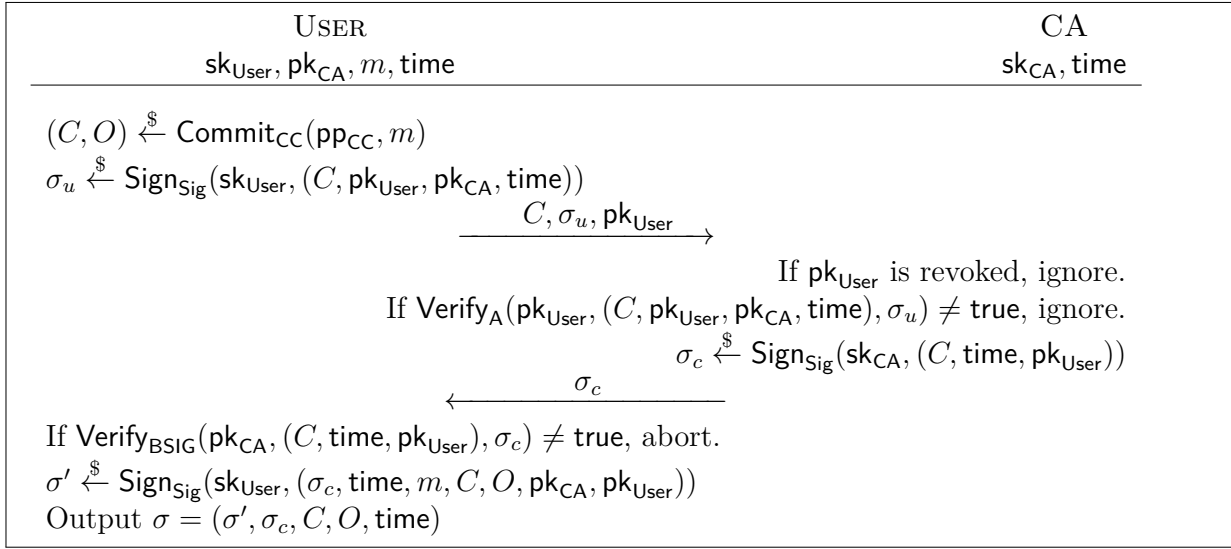 USER CA
sk_User, pk_CA, m, time sk_CA, time
(C, O) $← Commit_CC(pp_CC, m)
σ_u $← Sign_Sig(sk_User, (C, pk_User, pk_CA, time))
C, σ_u, pk_User
If pk_User is revoked, ignore.
If Verify_A(pk_User, (C, pk_User, pk_CA, time), σ_u) ≠ true, ignore.
σ_c $← Sign_Sig(sk_CA, (C, time, pk_User))
σ_c
If Verify_BSIG(pk_CA, (C, time, pk_User), σ_c) ≠ true, abort.
σ′ $← Sign_Sig(sk_User, (σ_c, time, m, C, O, pk_CA, pk_User))
Output σ = (σ′, σ_c, C, O, time)